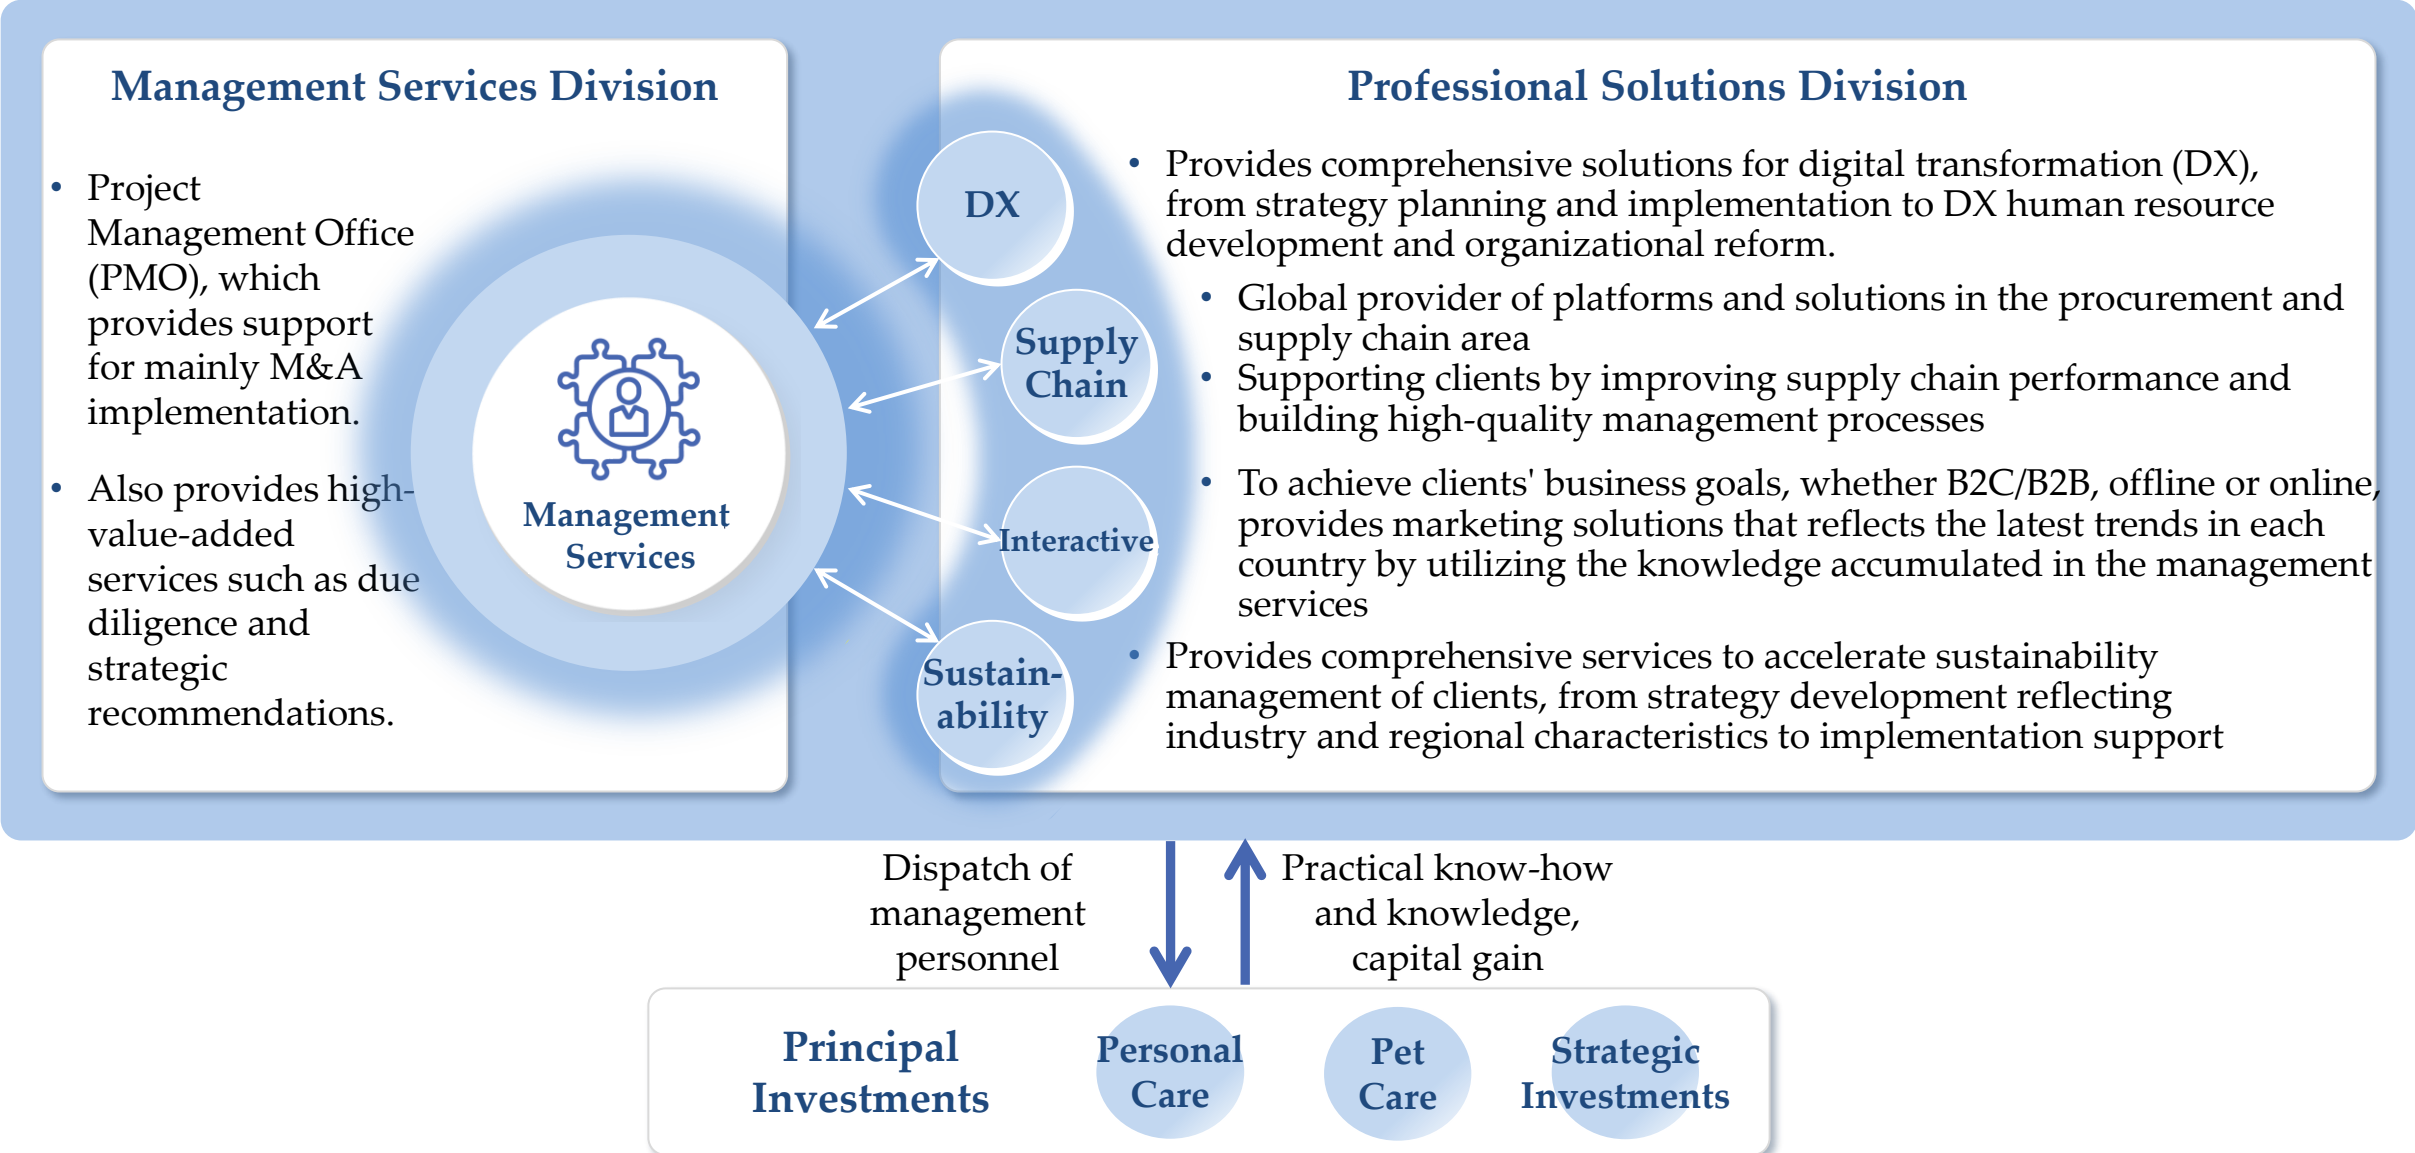 Management Services Division
• Project
Management Office
(PMO), which
provides support
for mainly M&A
implementation.
• Also provides high-
value-added
services such as due
diligence and
strategic
recommendations.
Management
Services
Professional Solutions Division
DX
• Provides comprehensive solutions for digital transformation (DX),
from strategy planning and implementation to DX human resource
development and organizational reform.
Supply
Chain
• Global provider of platforms and solutions in the procurement and
supply chain area
• Supporting clients by improving supply chain performance and
building high-quality management processes
Interactive
• To achieve clients' business goals, whether B2C/B2B, offline or online,
provides marketing solutions that reflects the latest trends in each
country by utilizing the knowledge accumulated in the management
services
Sustain-
ability
• Provides comprehensive services to accelerate sustainability
management of clients, from strategy development reflecting
industry and regional characteristics to implementation support
Dispatch of
management
personnel
Practical know-how
and knowledge,
capital gain
Principal
Investments
Personal
Care
Pet
Care
Strategic
Investments